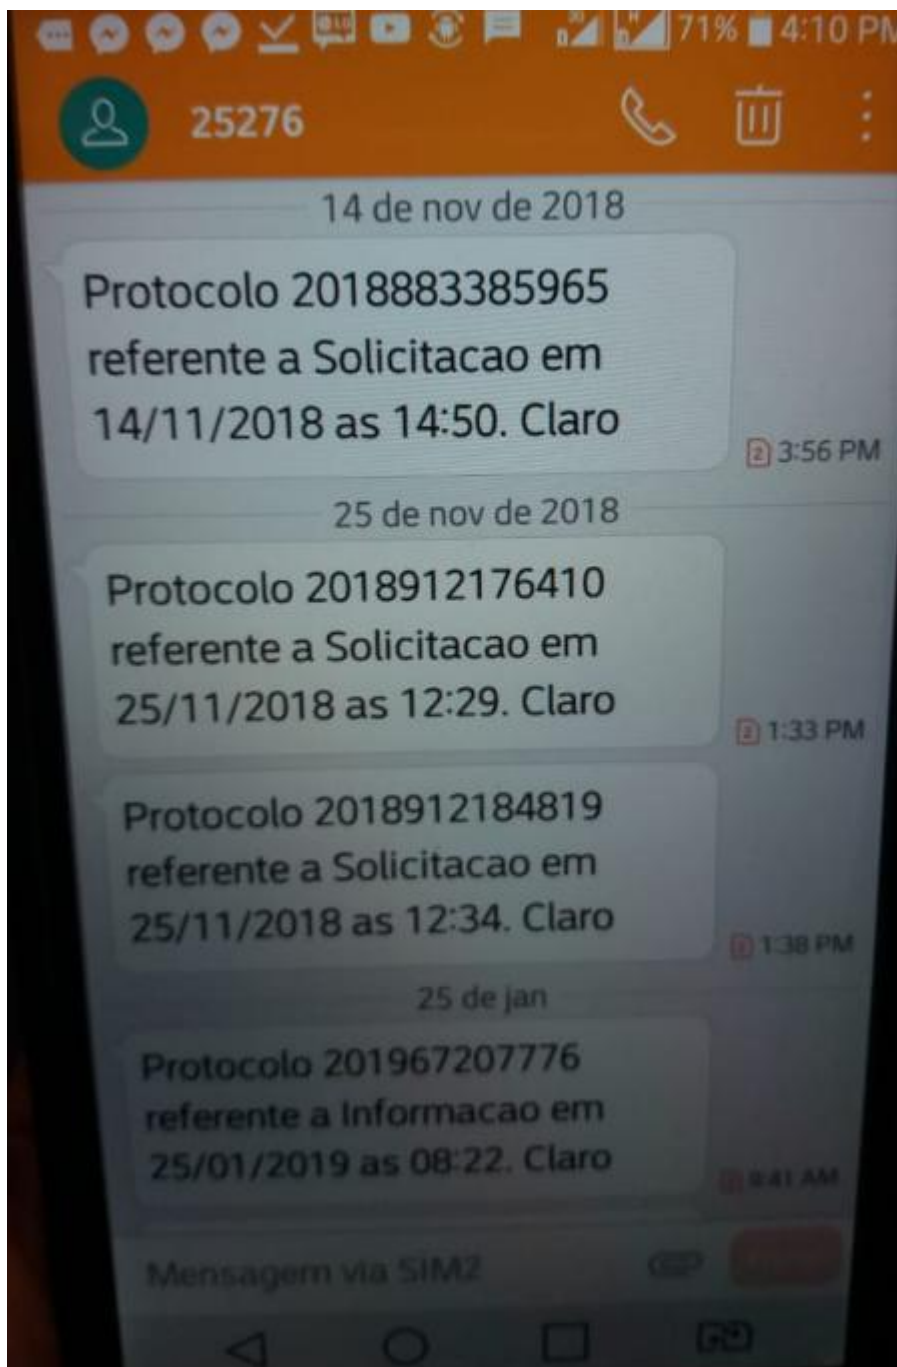 71% 4:10 PM
25276
14 de nov de 2018
Protocolo 2018883385965
referente a Solicitacao em
14/11/2018 as 14:50. Claro
3:56 PM
25 de nov de 2018
Protocolo 2018912176410
referente a Solicitacao em
25/11/2018 as 12:29. Claro
1:33 PM
Protocolo 2018912184819
referente a Solicitacao em
25/11/2018 as 12:34. Claro
1:38 PM
25 de jan
Protocolo 201967207776
referente a Informacao em
25/01/2019 as 08:22. Claro
Mensagem via SIM2